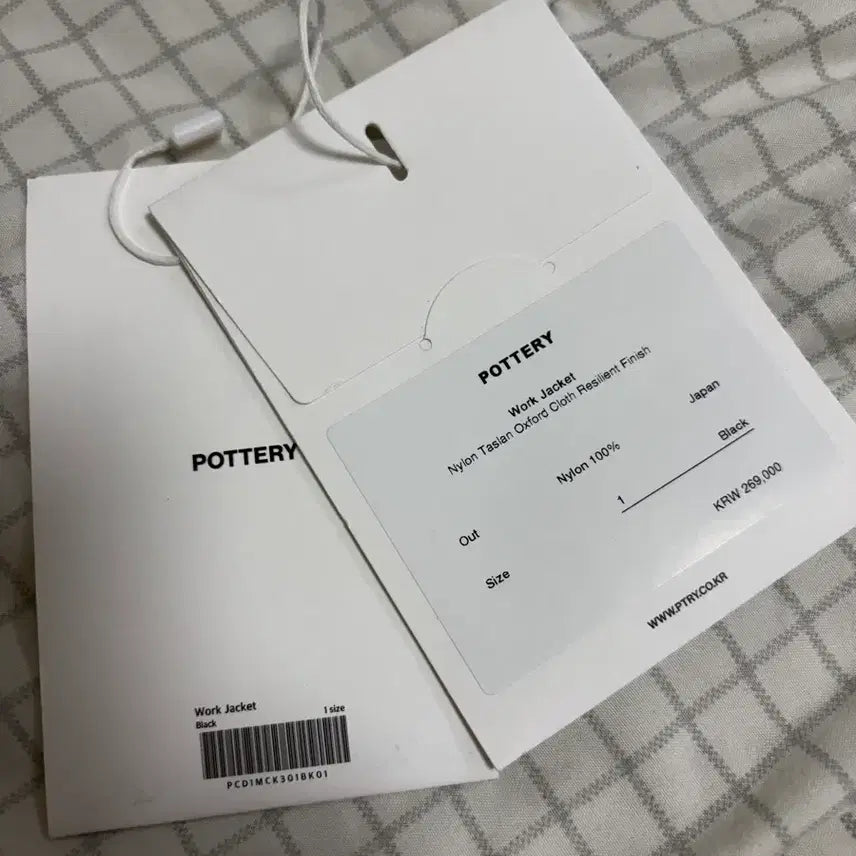 POTTERY
Work Jacket 1 size
Black
PCD1MCK301BK01
POTTERY
Work Jacket
Nylon Taslan Oxford Cloth Resilient Finish
Japan
Out Nylon 100%
Size 1 Black
KRW 269,000
WWW.PTRY.CO.KR